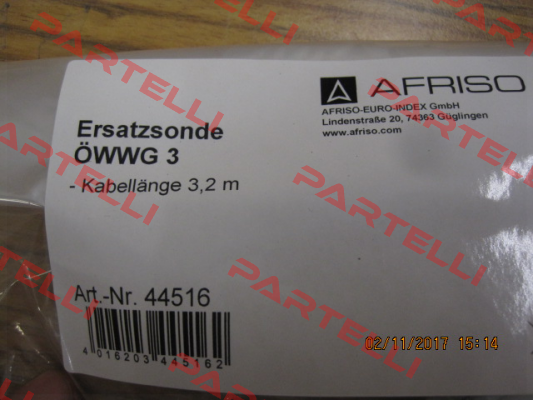 AFRISO
AFRISO-EURO-INDEX GmbH
Lindenstraße 20, 74363 Güglingen
www.afriso.com
Ersatzsonde
ÖWWG 3
- Kabellänge 3,2 m
Art.-Nr. 44516
4 016203 445162
02/11/2017 15:14
PARTELLI
PARTELLI
PARTELLI
PARTELLI
PARTELLI
PARTELLI